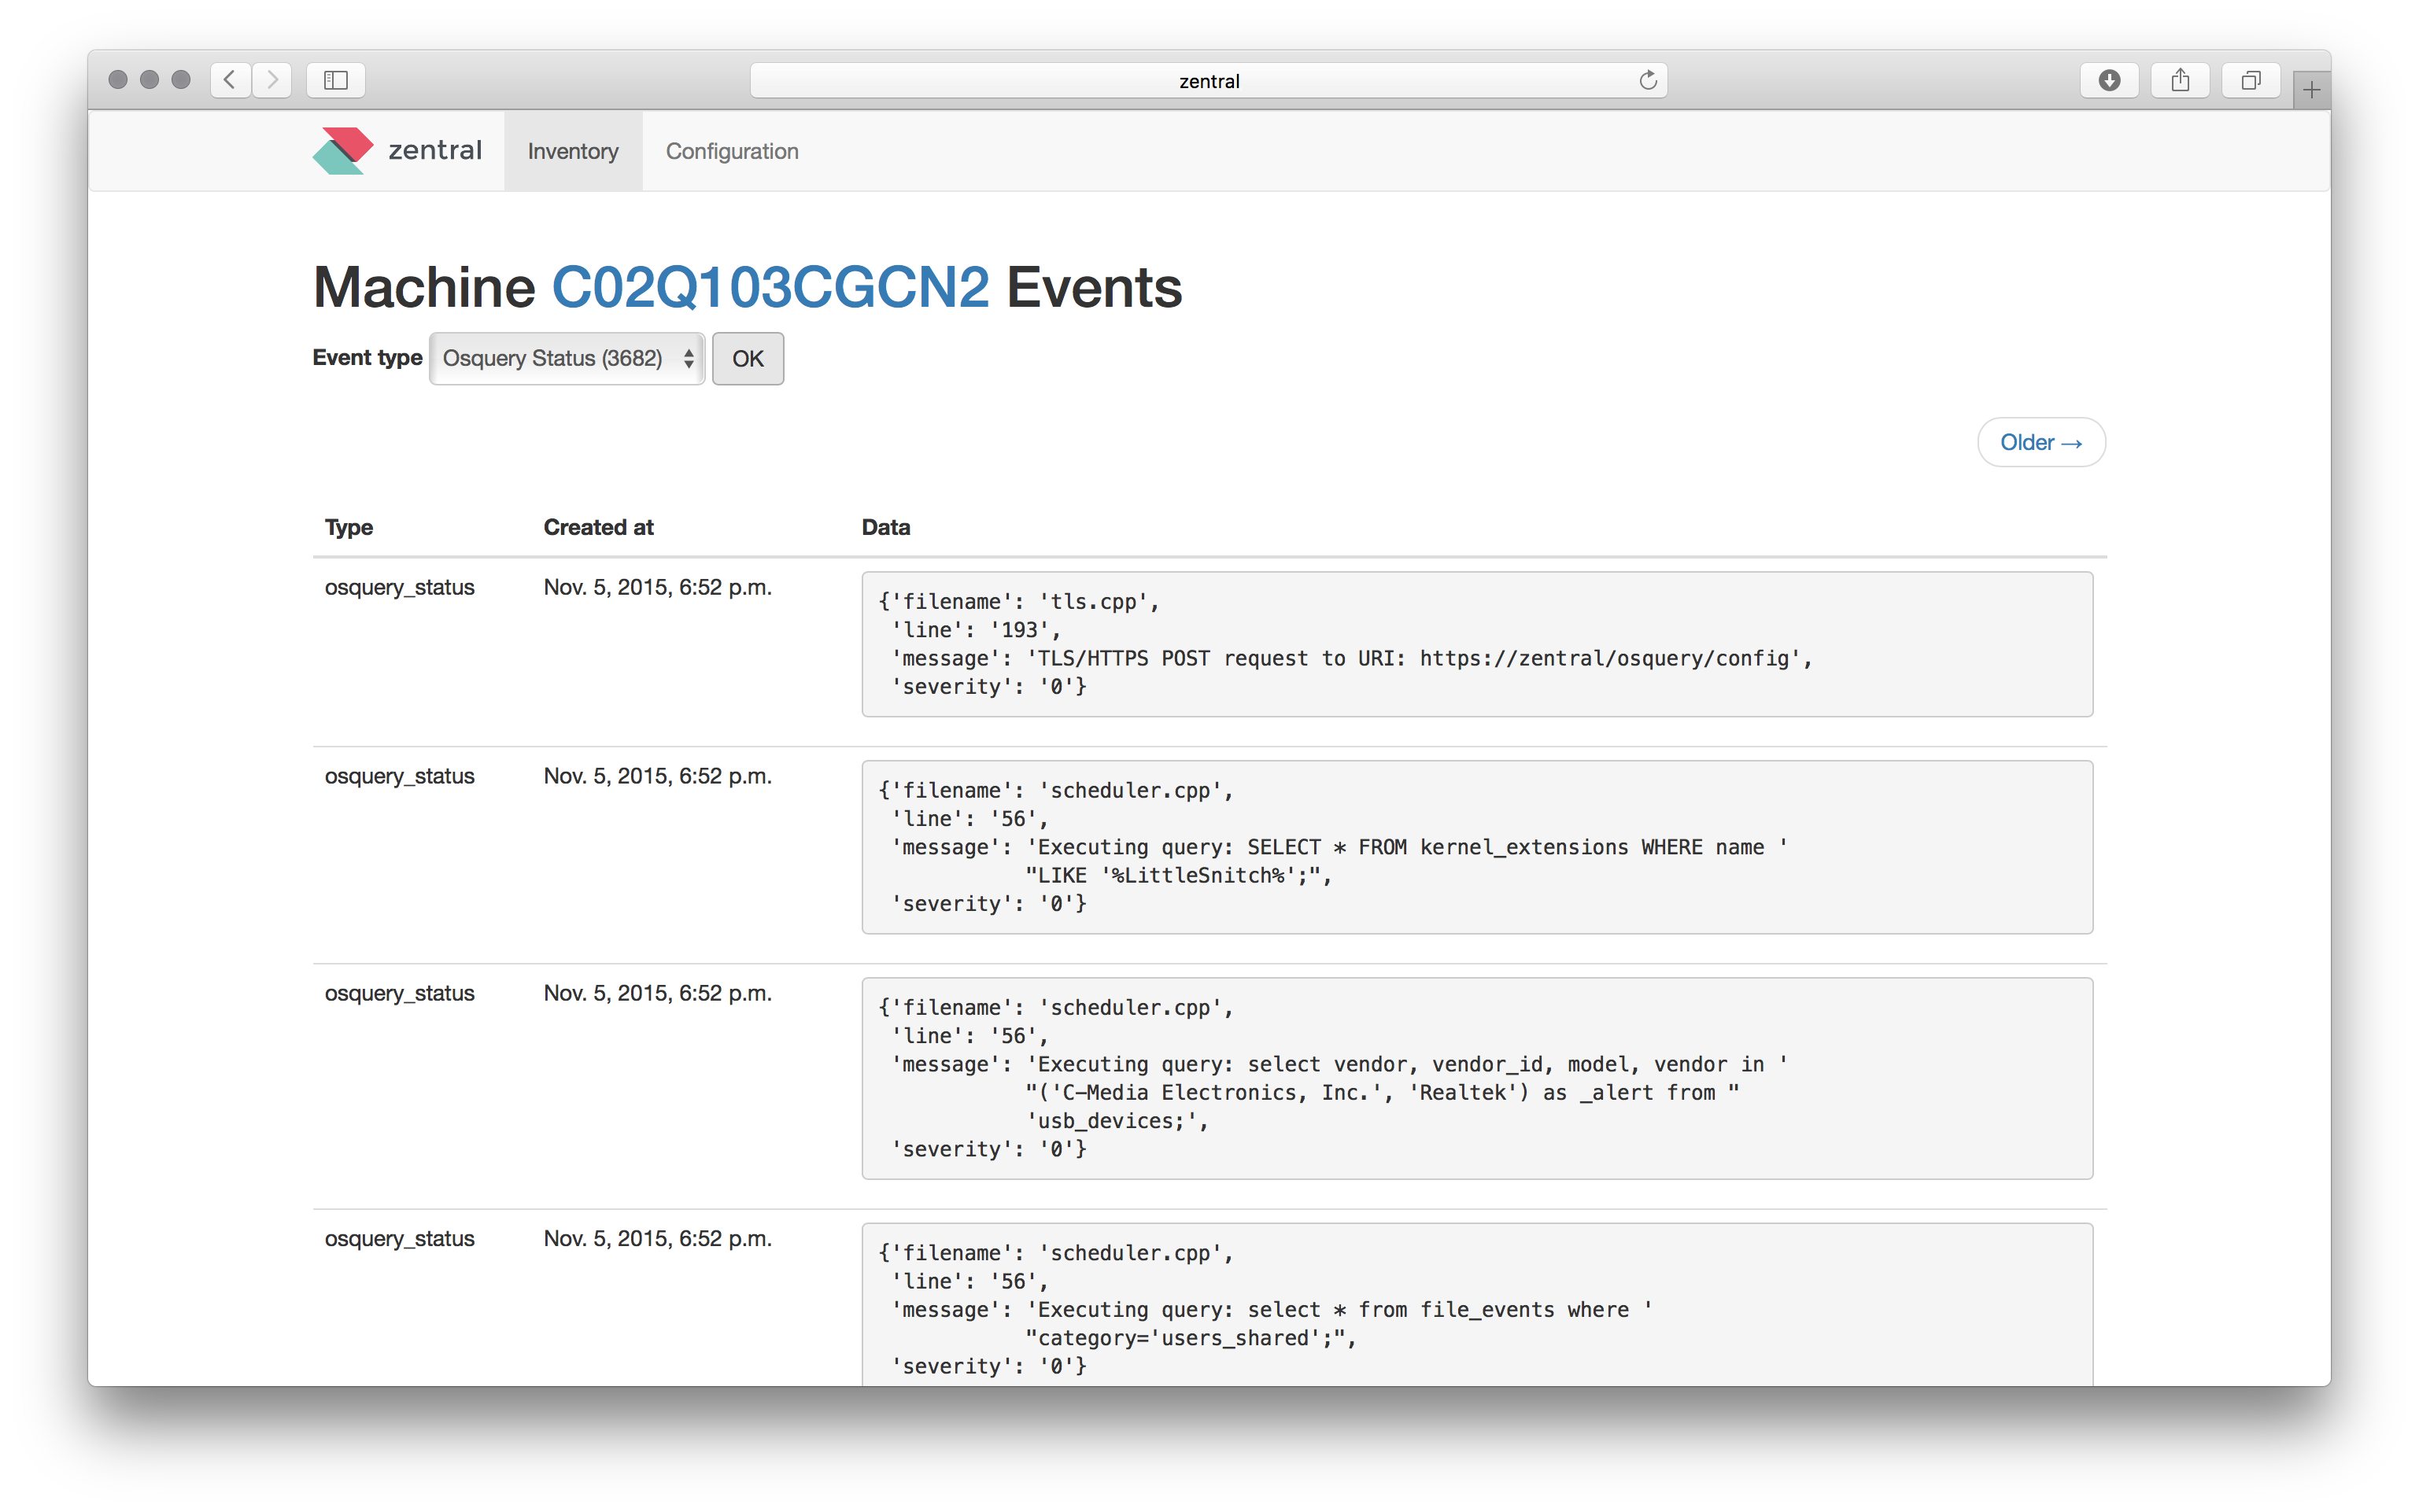 zentral
zentral
Inventory
Configuration
Machine C02Q103CGCN2 Events
Event type Osquery Status (3682) OK
Older →
Type Created at Data
osquery_status Nov. 5, 2015, 6:52 p.m.
{'filename': 'tls.cpp',
'line': '193',
'message': 'TLS/HTTPS POST request to URI: https://zentral/osquery/config',
'severity': '0'}
osquery_status Nov. 5, 2015, 6:52 p.m.
{'filename': 'scheduler.cpp',
'line': '56',
'message': 'Executing query: SELECT * FROM kernel_extensions WHERE name '
"LIKE '%LittleSnitch%';",
'severity': '0'}
osquery_status Nov. 5, 2015, 6:52 p.m.
{'filename': 'scheduler.cpp',
'line': '56',
'message': 'Executing query: select vendor, vendor_id, model, vendor in '
"('C-Media Electronics, Inc.', 'Realtek') as _alert from "
'usb_devices;',
'severity': '0'}
osquery_status Nov. 5, 2015, 6:52 p.m.
{'filename': 'scheduler.cpp',
'line': '56',
'message': 'Executing query: select * from file_events where '
"category='users_shared';",
'severity': '0'}